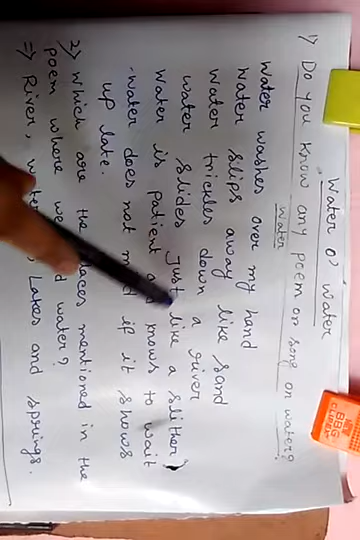 Water O' Water
1) Do you know any poem or song on water?
Water
Water washes over my hand
Water slips away like sand
Water trickles down a river
Water slides Just like a slither)
Water is patient and knows to wait
Water does not mind if it shows
up late.
2) Which are the places mentioned in the
poem where we find water?
⇒ River, Lakes and springs.